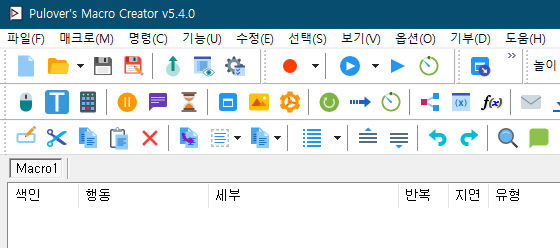 Pulover's Macro Creator v5.4.0
파일(F) 매크로(M) 명령(C) 기능(U) 수정(E) 선택(S) 보기(V) 옵션(O) 기부(D) 도움(H)
» 놀이
T (x) f(x)
Macro1
색인 행동 세부 반복 지연 유형